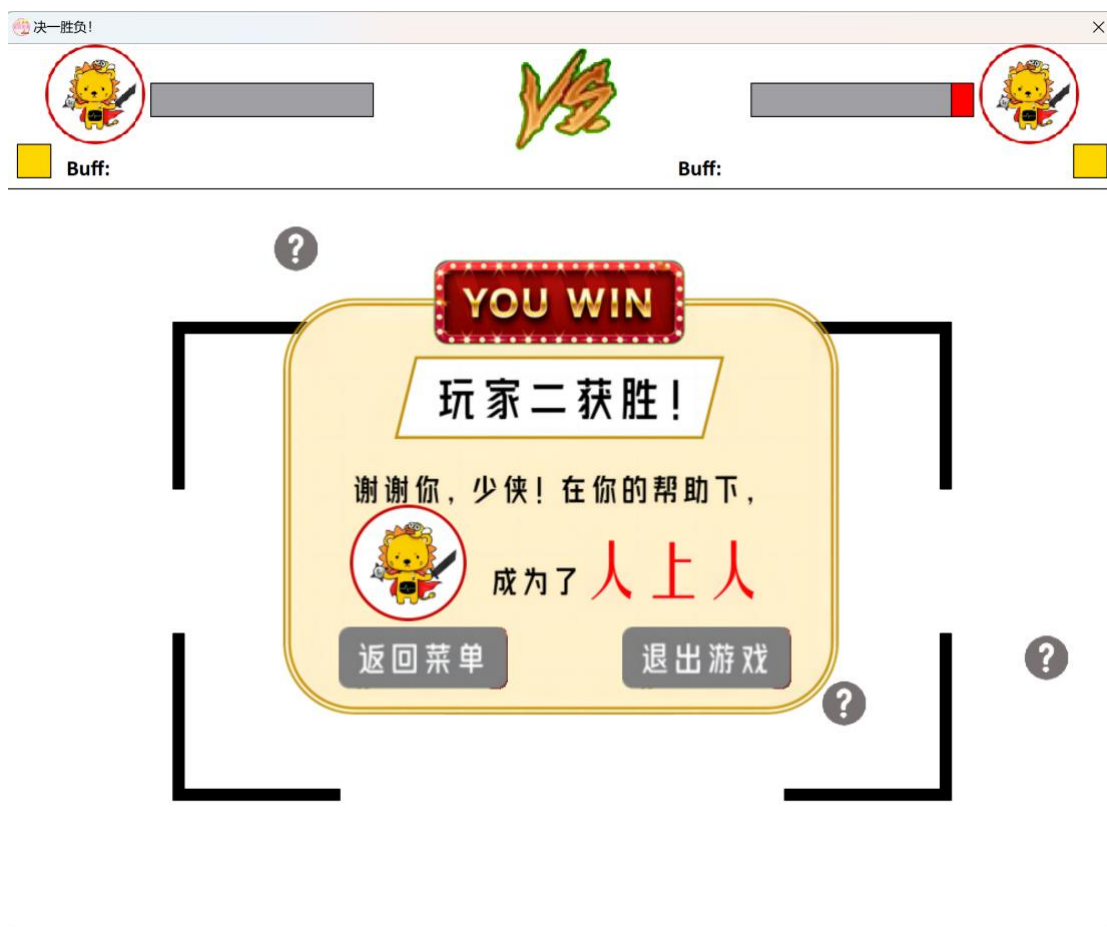 决一胜负!
VS
Buff:
Buff:
?
YOU WIN
玩家二获胜!
谢谢你,少侠!在你的帮助下,
成为了人上人
返回菜单
退出游戏
?
?